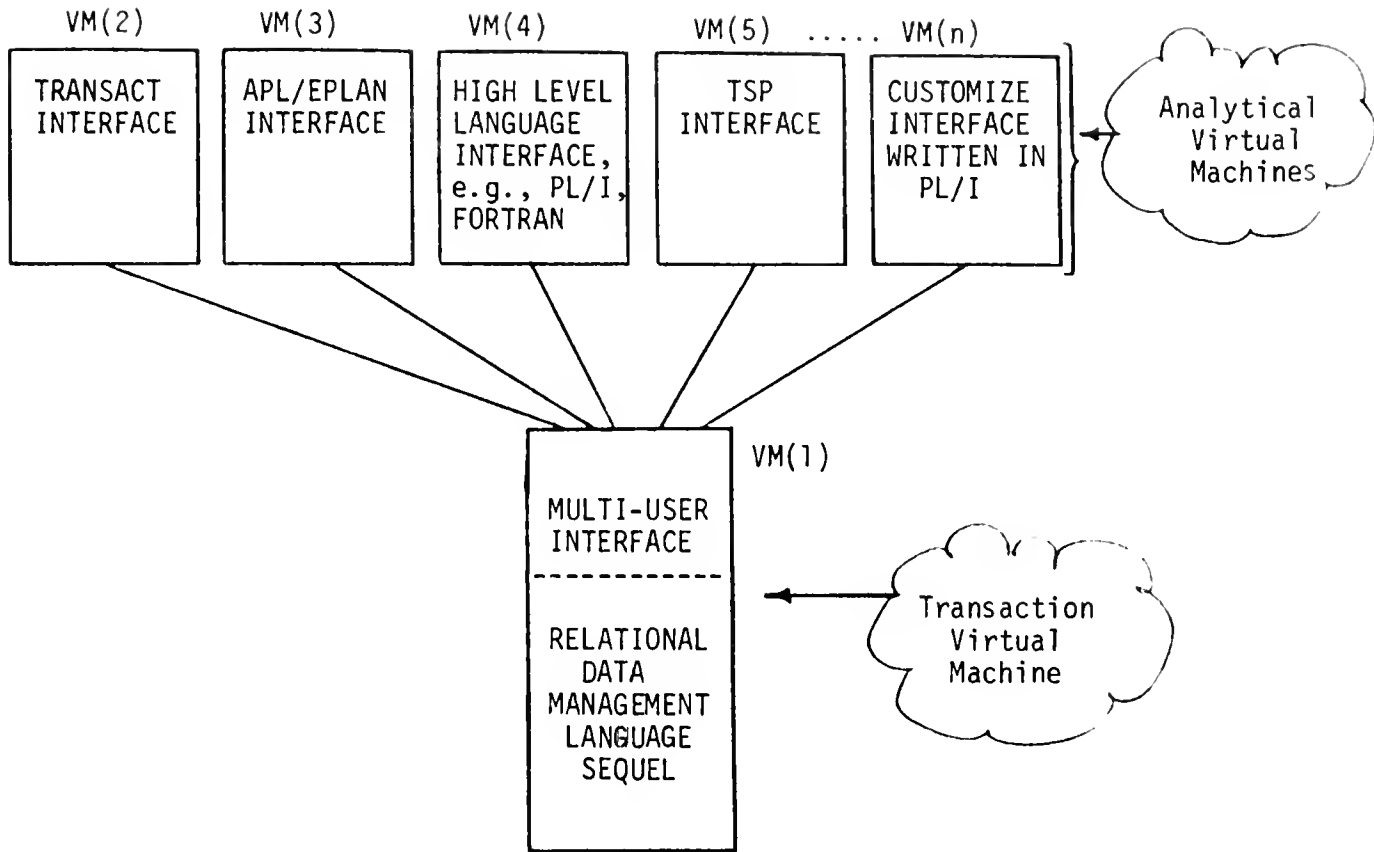 VM(2)
VM(3)
VM(4)
VM(5) ..... VM(n)
TRANSACT
INTERFACE
APL/EPLAN
INTERFACE
HIGH LEVEL
LANGUAGE
INTERFACE,
e.g., PL/I,
FORTRAN
TSP
INTERFACE
CUSTOMIZE
INTERFACE
WRITTEN IN
PL/I
Analytical
Virtual
Machines
VM(1)
MULTI-USER
INTERFACE
RELATIONAL
DATA
MANAGEMENT
LANGUAGE
SEQUEL
Transaction
Virtual
Machine